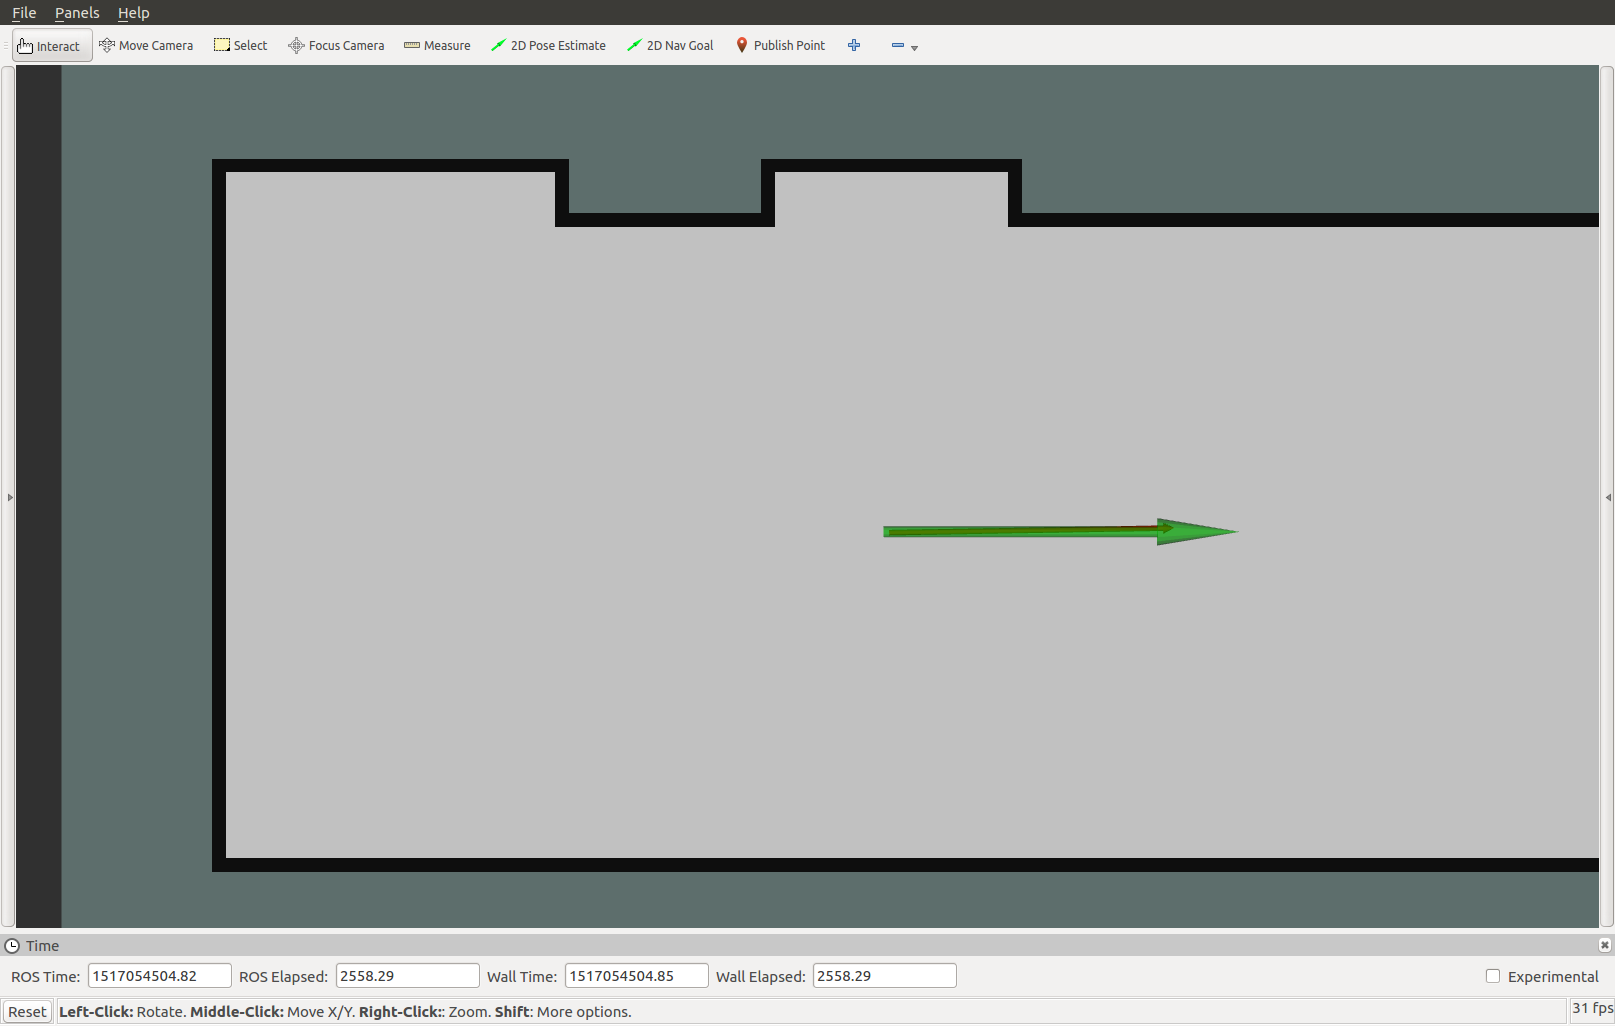 File Panels Help
Interact Move Camera Select Focus Camera Measure 2D Pose Estimate 2D Nav Goal Publish Point
Time
ROS Time: 1517054504.82 ROS Elapsed: 2558.29 Wall Time: 1517054504.85 Wall Elapsed: 2558.29 Experimental
Reset Left-Click: Rotate. Middle-Click: Move X/Y. Right-Click:: Zoom. Shift: More options. 31 fps